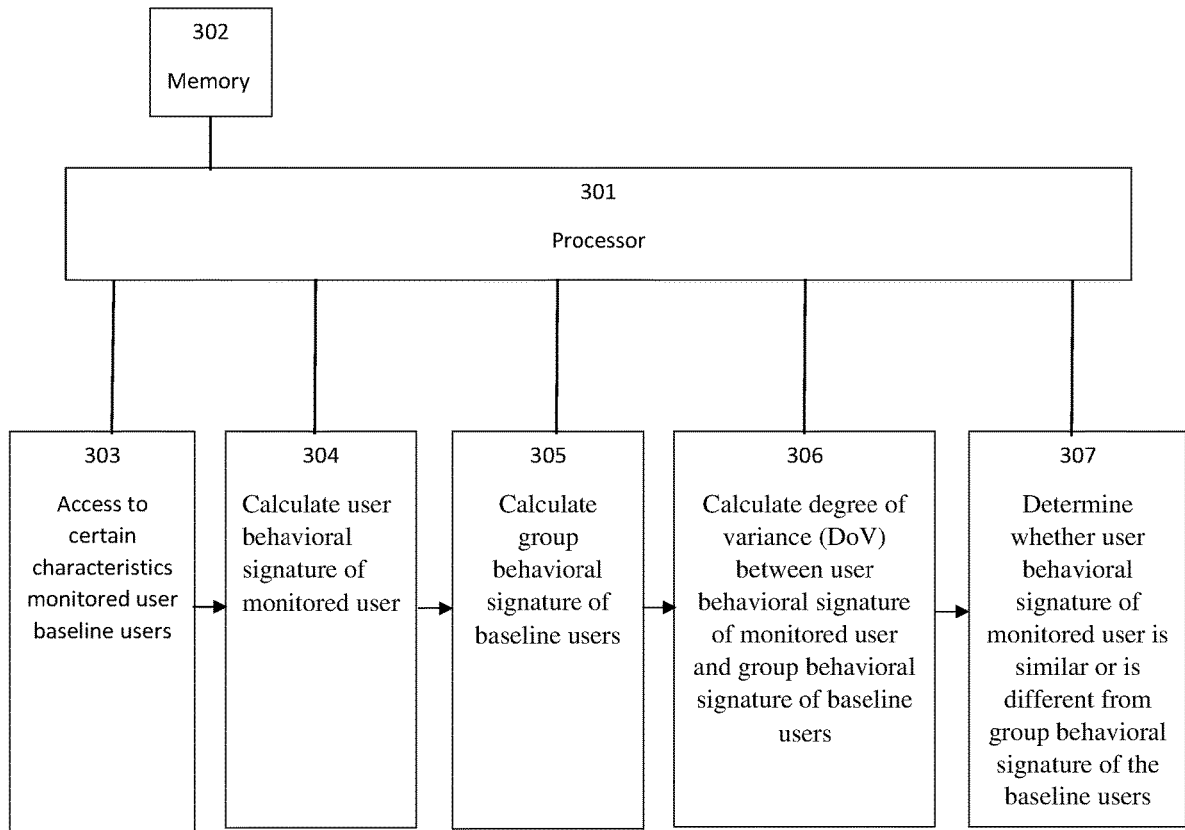 302
Memory
301
Processor
303
Access to
certain
characteristics
monitored user
baseline users
304
Calculate user
behavioral
signature of
monitored user
305
Calculate
group
behavioral
signature of
baseline users
306
Calculate degree of
variance (DoV)
between user
behavioral signature
of monitored user
and group behavioral
signature of baseline
users
307
Determine
whether user
behavioral
signature of
monitored user is
similar or is
different from
group behavioral
signature of the
baseline users